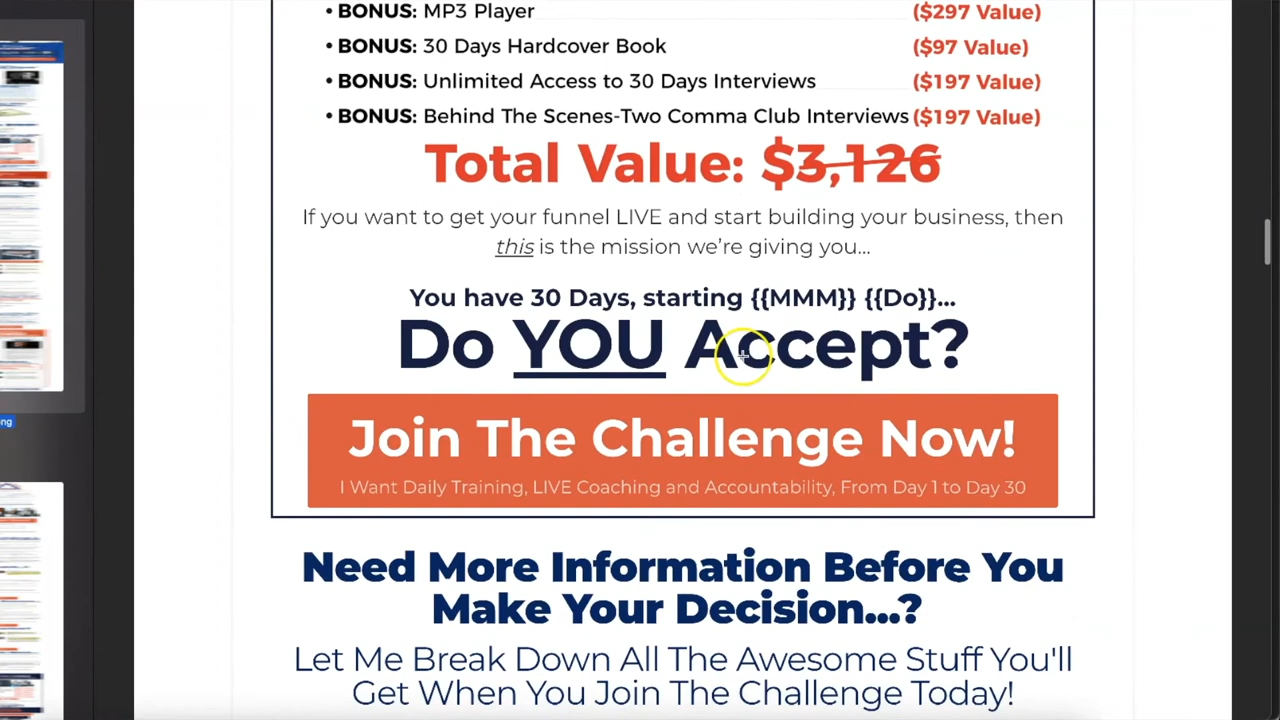 • BONUS: MP3 Player ($297 Value)
• BONUS: 30 Days Hardcover Book ($97 Value)
• BONUS: Unlimited Access to 30 Days Interviews ($197 Value)
• BONUS: Behind The Scenes-Two Comma Club Interviews ($197 Value)
Total Value: $3,126
If you want to get your funnel LIVE and start building your business, then
this is the mission we're giving you...
You have 30 Days, starting {{MMM}} {{Do}}...
Do YOU Accept?
Join The Challenge Now!
I Want Daily Training, LIVE Coaching and Accountability, From Day 1 to Day 30
Need More Information Before You
Make Your Decision...?
Let Me Break Down All The Awesome Stuff You'll
Get When You Join The Challenge Today!
ng